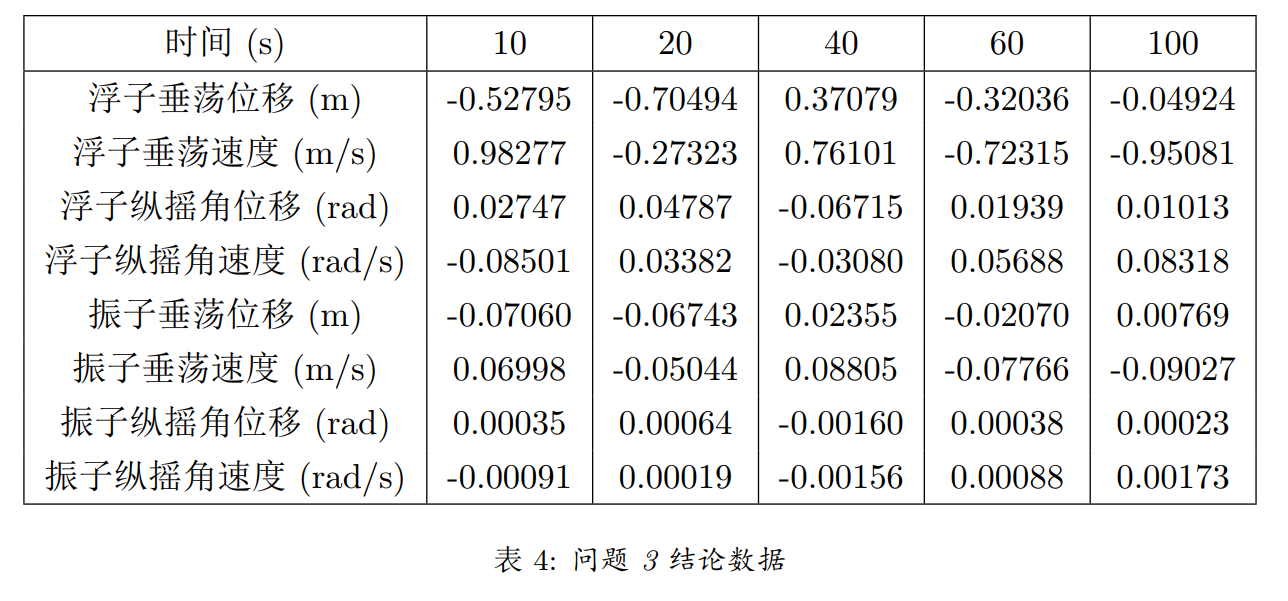 时间 (s) 10 20 40 60 100
浮子垂荡位移 (m) -0.52795 -0.70494 0.37079 -0.32036 -0.04924
浮子垂荡速度 (m/s) 0.98277 -0.27323 0.76101 -0.72315 -0.95081
浮子纵摇角位移 (rad) 0.02747 0.04787 -0.06715 0.01939 0.01013
浮子纵摇角速度 (rad/s) -0.08501 0.03382 -0.03080 0.05688 0.08318
振子垂荡位移 (m) -0.07060 -0.06743 0.02355 -0.02070 0.00769
振子垂荡速度 (m/s) 0.06998 -0.05044 0.08805 -0.07766 -0.09027
振子纵摇角位移 (rad) 0.00035 0.00064 -0.00160 0.00038 0.00023
振子纵摇角速度 (rad/s) -0.00091 0.00019 -0.00156 0.00088 0.00173
表 4: 问题 3 结论数据